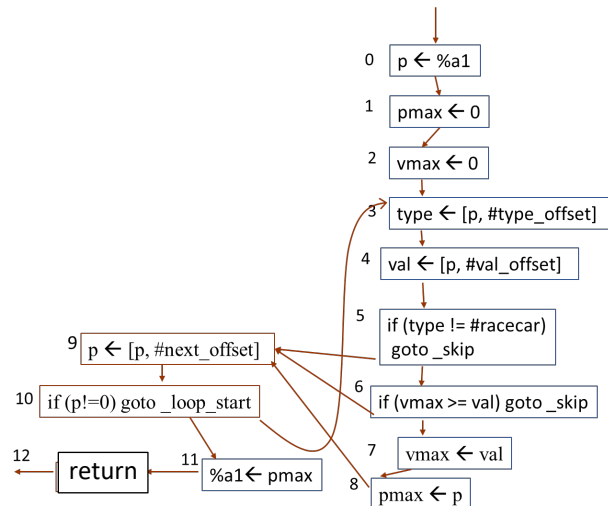 0 p ← %a1
1 pmax ← 0
2 vmax ← 0
3 type ← [p, #type_offset]
4 val ← [p, #val_offset]
5 if (type != #racecar)
goto _skip
6 if (vmax >= val) goto _skip
7 vmax ← val
8 pmax ← p
9 p ← [p, #next_offset]
10 if (p!=0) goto _loop_start
11 %a1← pmax
12 return